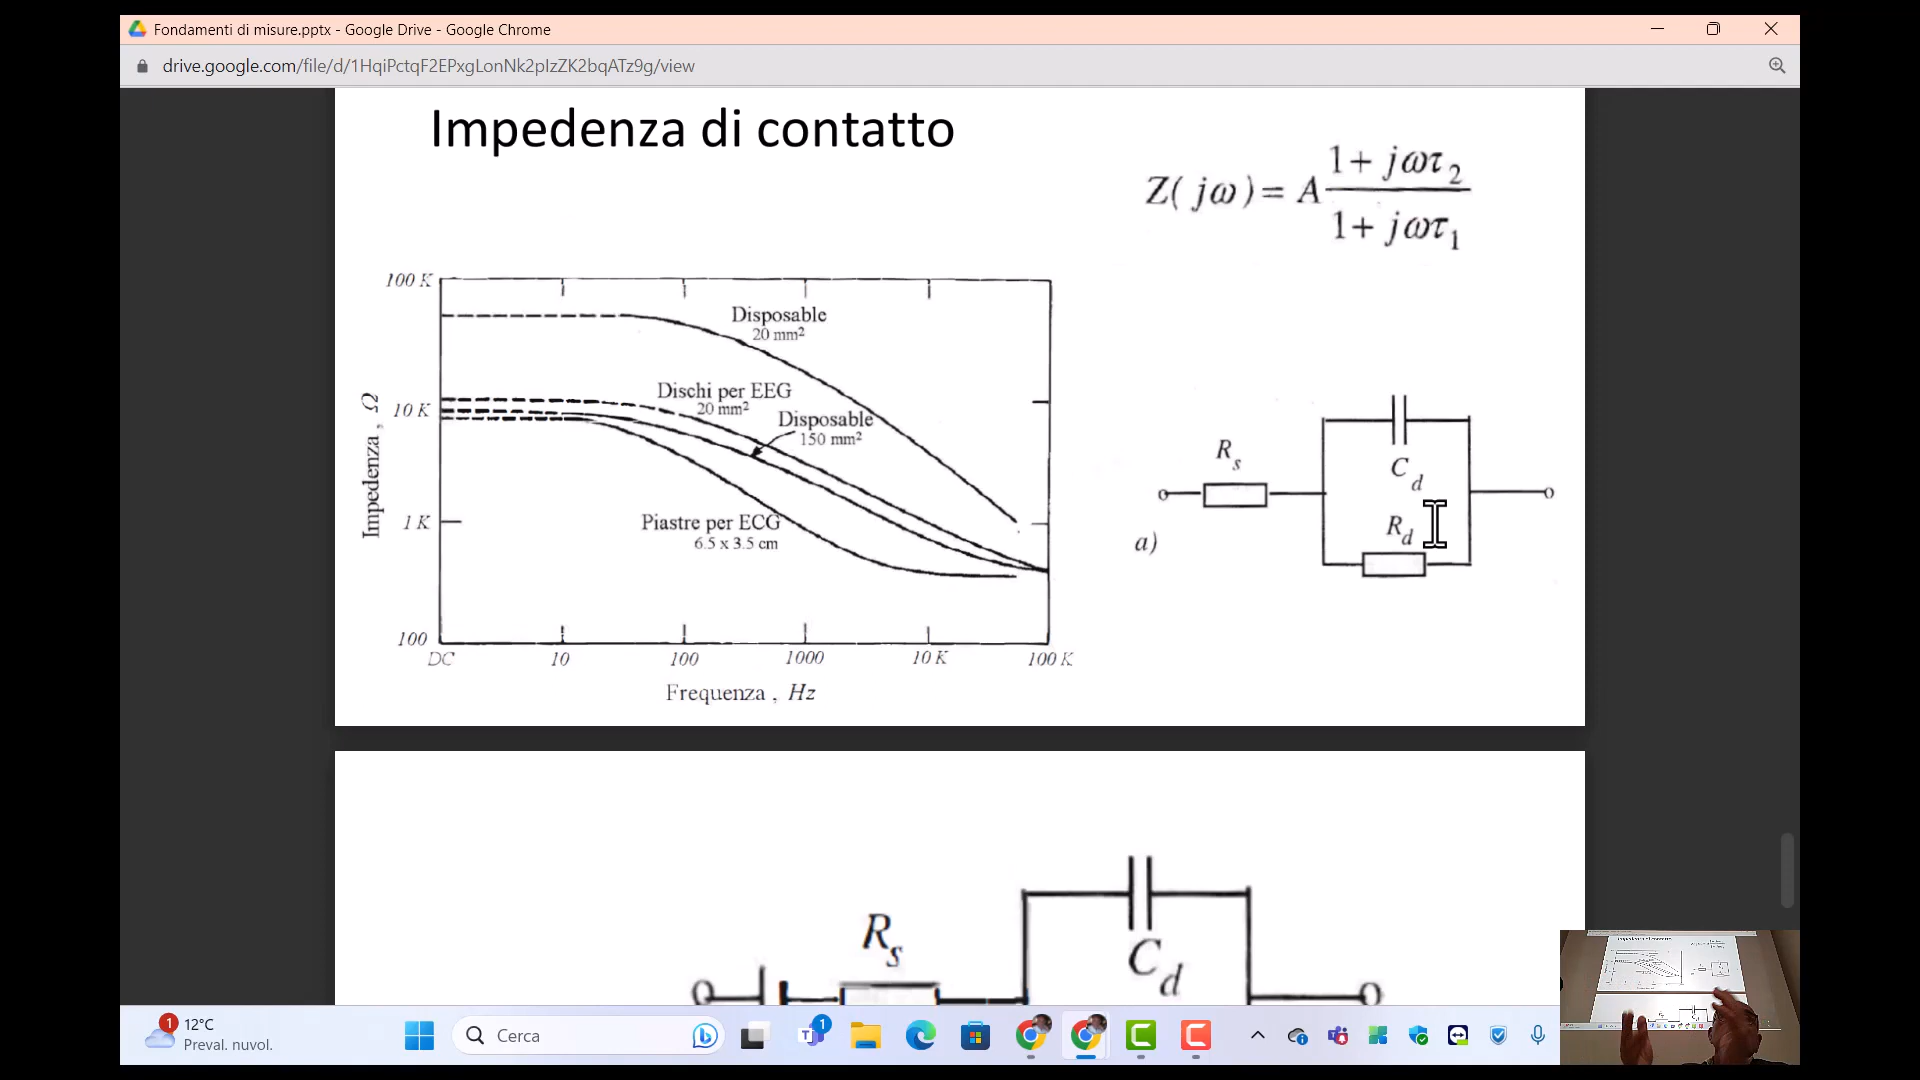 Fondamenti di misure.pptx - Google Drive - Google Chrome
drive.google.com/file/d/1HqiPctqF2EPxgLonNk2pIzZK2bqATz9g/view
Impedenza di contatto
Z( jω) = A (1 + jωτ₂)/(1 + jωτ₁)
Impedenza , Ω
100 K
10 K
1 K
100
Disposable
20 mm²
Dischi per EEG
20 mm²
Disposable
150 mm²
Piastre per ECG
6.5 x 3.5 cm
DC 10 100 1000 10 K 100 K
Frequenza , Hz
Rs
Cd
Rd
a)
Rs
Cd
1
12°C
Preval. nuvol.
Cerca
1